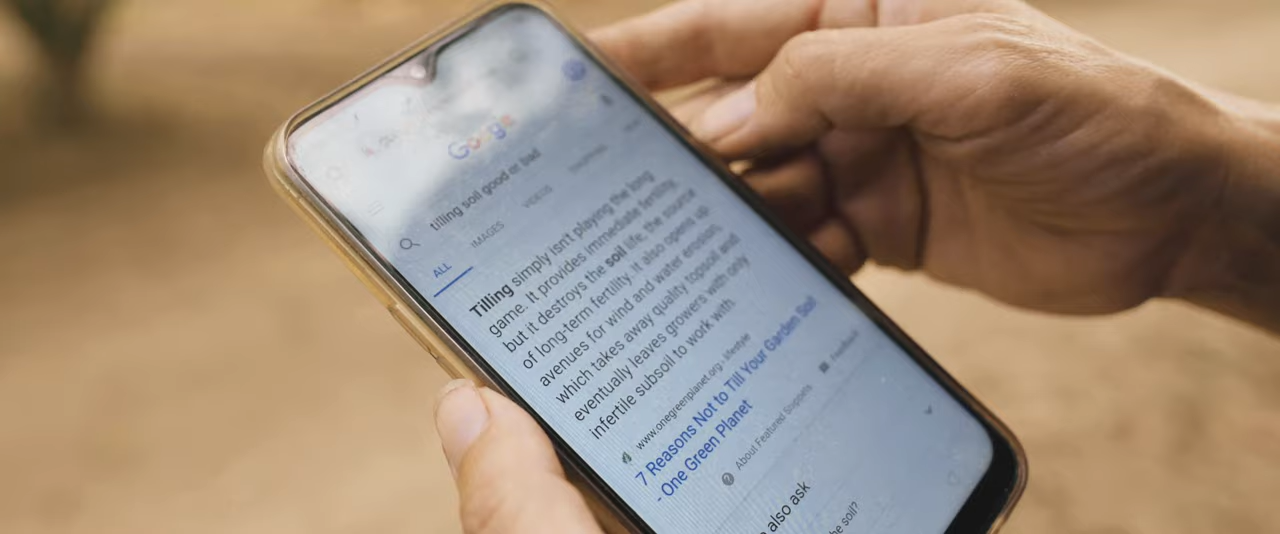 Google
tilling soil good or bad
ALL
IMAGES
VIDEOS
Tilling simply isn't playing the long
game. It provides immediate fertility,
but it destroys the soil life, the source
of long-term fertility. It also opens up
avenues for wind and water erosion,
which takes away quality topsoil and
eventually leaves growers with only
infertile subsoil to work with.
www.onegreenplanet.org › lifestyle
7 Reasons Not to Till Your Garden Soil
- One Green Planet
About Featured Snippets
Feedback
also ask
the soil?